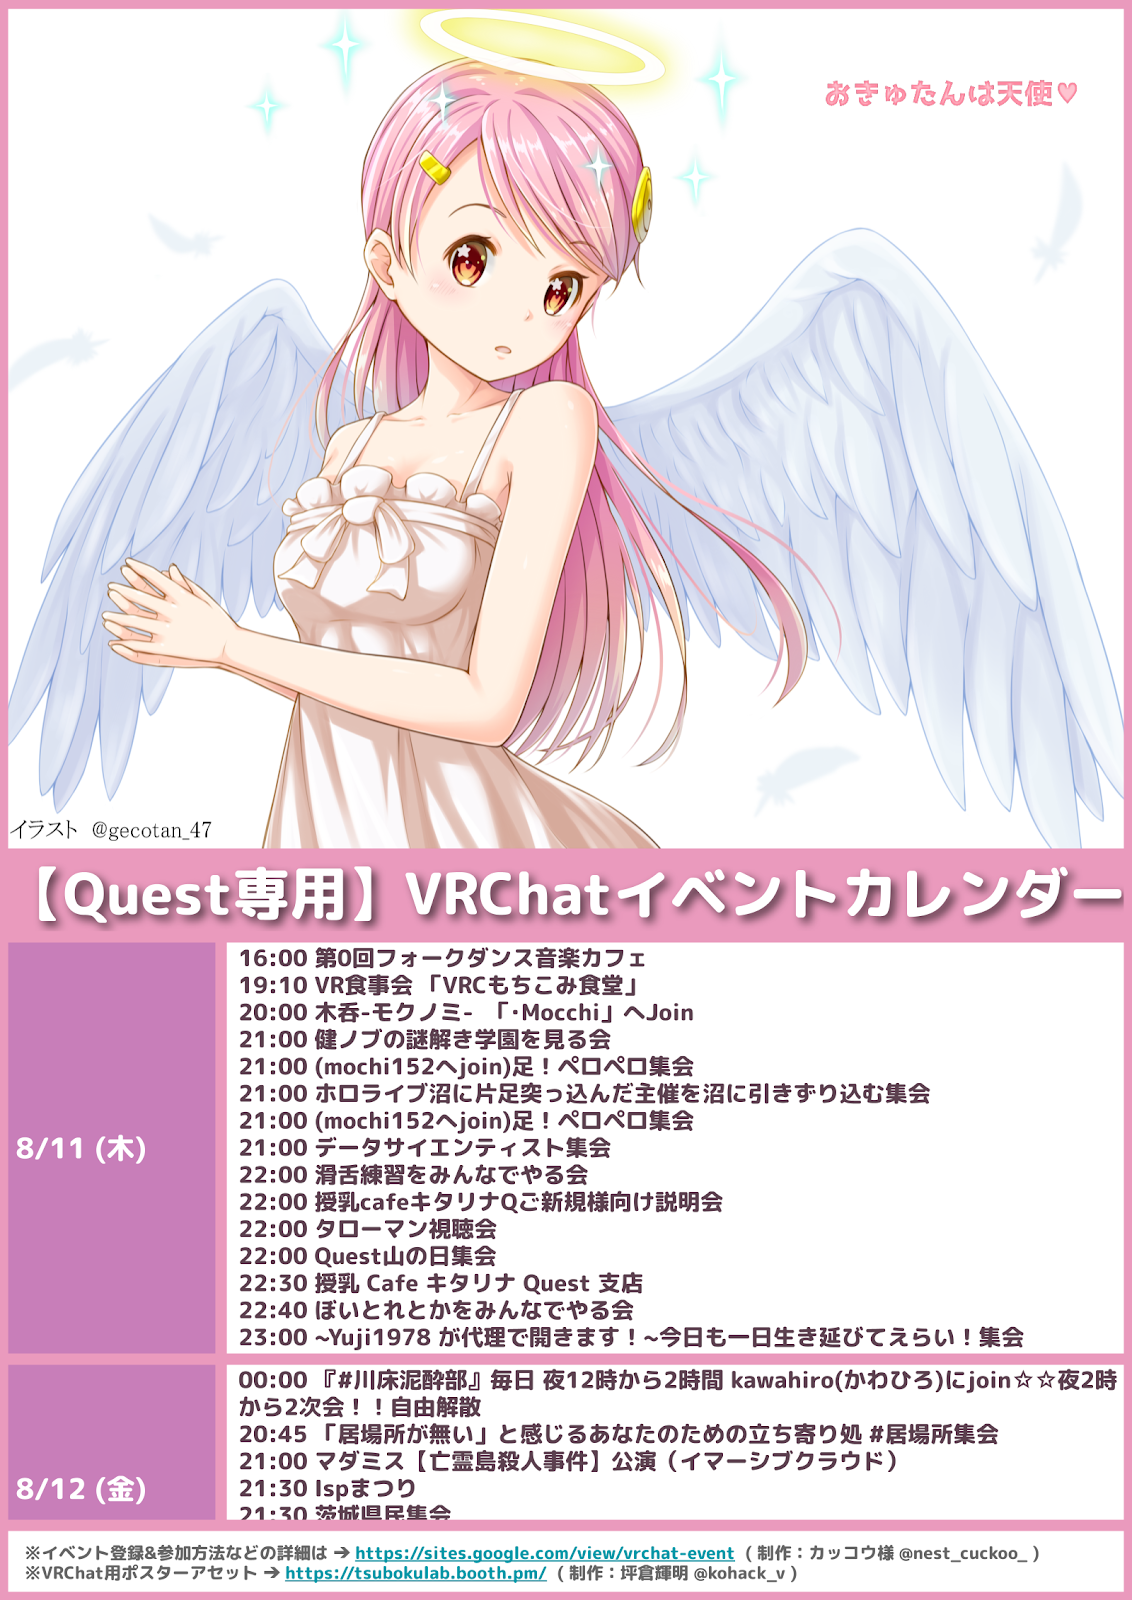 おきゅたんは天使♥
イラスト @gecotan_47
【Quest専用】VRChatイベントカレンダー
8/11 (木)
16:00 第0回フォークダンス音楽カフェ
19:10 VR食事会 「VRCもちこみ食堂」
20:00 木呑-モクノミ- 「･Mocchi」へJoin
21:00 健ノブの謎解き学園を見る会
21:00 (mochi152へjoin)足！ペロペロ集会
21:00 ホロライブ沼に片足突っ込んだ主催を沼に引きずり込む集会
21:00 (mochi152へjoin)足！ペロペロ集会
21:00 データサイエンティスト集会
22:00 滑舌練習をみんなでやる会
22:00 授乳cafeキタリナQご新規様向け説明会
22:00 タローマン視聴会
22:00 Quest山の日集会
22:30 授乳 Cafe キタリナ Quest 支店
22:40 ぼいとれとかをみんなでやる会
23:00 ~Yuji1978 が代理で開きます！~今日も一日生き延びてえらい！集会
8/12 (金)
00:00 『#川床泥酔部』毎日 夜12時から2時間 kawahiro(かわひろ)にjoin☆☆夜2時
から2次会！！自由解散
20:45 「居場所が無い」と感じるあなたのための立ち寄り処 #居場所集会
21:00 マダミス【亡霊島殺人事件】公演（イマーシブクラウド）
21:30 Ispまつり
21:30 茨城県民集会
※イベント登録&参加方法などの詳細は → https://sites.google.com/view/vrchat-event ( 制作：カッコウ様 @nest_cuckoo_ )
※VRChat用ポスターアセット → https://tsubokulab.booth.pm/ ( 制作：坪倉輝明 @kohack_v )